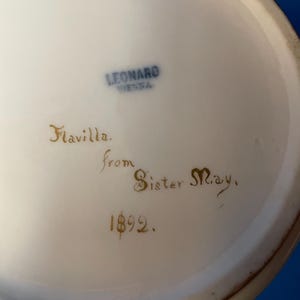 LEONARD
VIENNA
Flavilla.
from
Sister May.
1892.